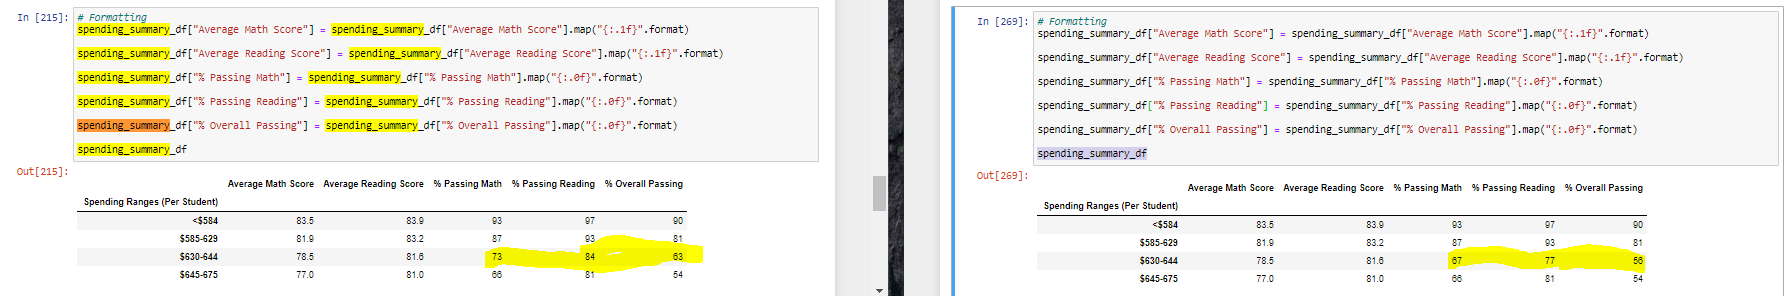 In [215]:
# Formatting
spending_summary_df["Average Math Score"] = spending_summary_df["Average Math Score"].map("{:.1f}".format)
spending_summary_df["Average Reading Score"] = spending_summary_df["Average Reading Score"].map("{:.1f}".format)
spending_summary_df["% Passing Math"] = spending_summary_df["% Passing Math"].map("{:.0f}".format)
spending_summary_df["% Passing Reading"] = spending_summary_df["% Passing Reading"].map("{:.0f}".format)
spending_summary_df["% Overall Passing"] = spending_summary_df["% Overall Passing"].map("{:.0f}".format)
spending_summary_df
Out[215]:
Average Math Score Average Reading Score % Passing Math % Passing Reading % Overall Passing
Spending Ranges (Per Student)
<$584 83.5 83.9 93 97 90
$585-629 81.9 83.2 87 93 81
$630-644 78.5 81.6 73 84 63
$645-675 77.0 81.0 66 81 54
In [269]:
# Formatting
spending_summary_df["Average Math Score"] = spending_summary_df["Average Math Score"].map("{:.1f}".format)
spending_summary_df["Average Reading Score"] = spending_summary_df["Average Reading Score"].map("{:.1f}".format)
spending_summary_df["% Passing Math"] = spending_summary_df["% Passing Math"].map("{:.0f}".format)
spending_summary_df["% Passing Reading"] = spending_summary_df["% Passing Reading"].map("{:.0f}".format)
spending_summary_df["% Overall Passing"] = spending_summary_df["% Overall Passing"].map("{:.0f}".format)
spending_summary_df
Out[269]:
Average Math Score Average Reading Score % Passing Math % Passing Reading % Overall Passing
Spending Ranges (Per Student)
<$584 83.5 83.9 93 97 90
$585-629 81.9 83.2 87 93 81
$630-644 78.5 81.6 67 77 56
$645-675 77.0 81.0 66 81 54